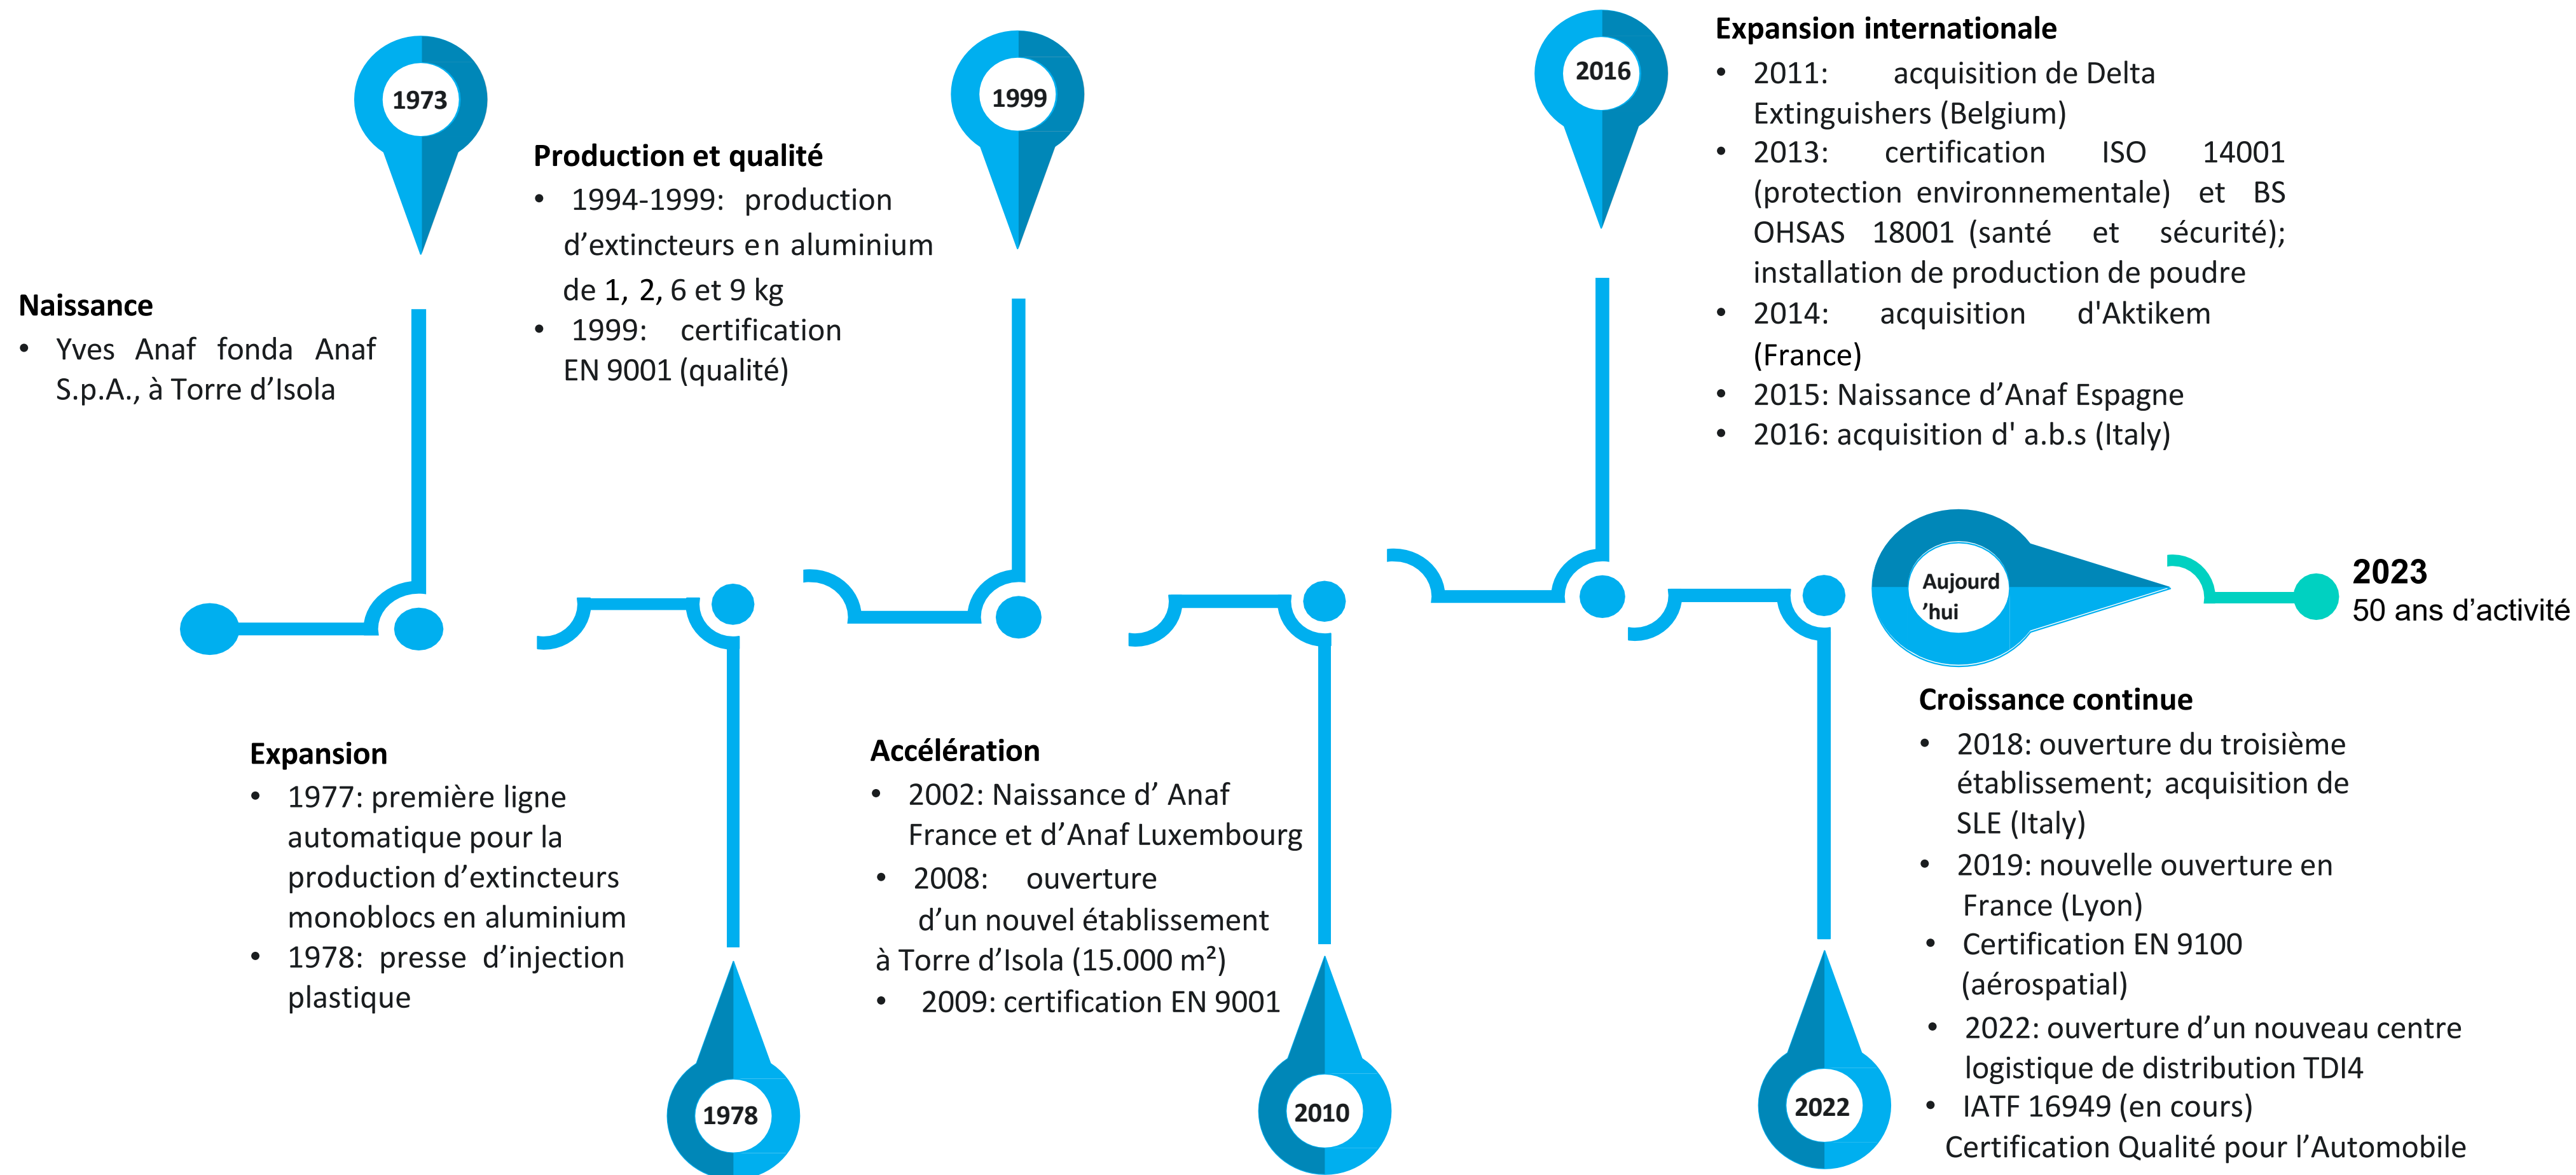 1973
Naissance
• Yves Anaf fonda Anaf
S.p.A., à Torre d’Isola
Expansion
• 1977: première ligne
automatique pour la
production d’extincteurs
monoblocs en aluminium
• 1978: presse d’injection
plastique
1978
Production et qualité
• 1994-1999: production
d’extincteurs en aluminium
de 1, 2, 6 et 9 kg
• 1999: certification
EN 9001 (qualité)
1999
Accélération
• 2002: Naissance d’ Anaf
France et d’Anaf Luxembourg
• 2008: ouverture
d’un nouvel établissement
à Torre d’Isola (15.000 m²)
• 2009: certification EN 9001
2010
2016
Expansion internationale
• 2011: acquisition de Delta
Extinguishers (Belgium)
• 2013: certification ISO 14001
(protection environnementale) et BS
OHSAS 18001 (santé et sécurité);
installation de production de poudre
• 2014: acquisition d'Aktikem
(France)
• 2015: Naissance d’Anaf Espagne
• 2016: acquisition d' a.b.s (Italy)
Aujourd
’hui
2023
50 ans d’activité
Croissance continue
• 2018: ouverture du troisième
établissement; acquisition de
SLE (Italy)
• 2019: nouvelle ouverture en
France (Lyon)
• Certification EN 9100
(aérospatial)
• 2022: ouverture d’un nouveau centre
logistique de distribution TDI4
• IATF 16949 (en cours)
Certification Qualité pour l’Automobile
2022